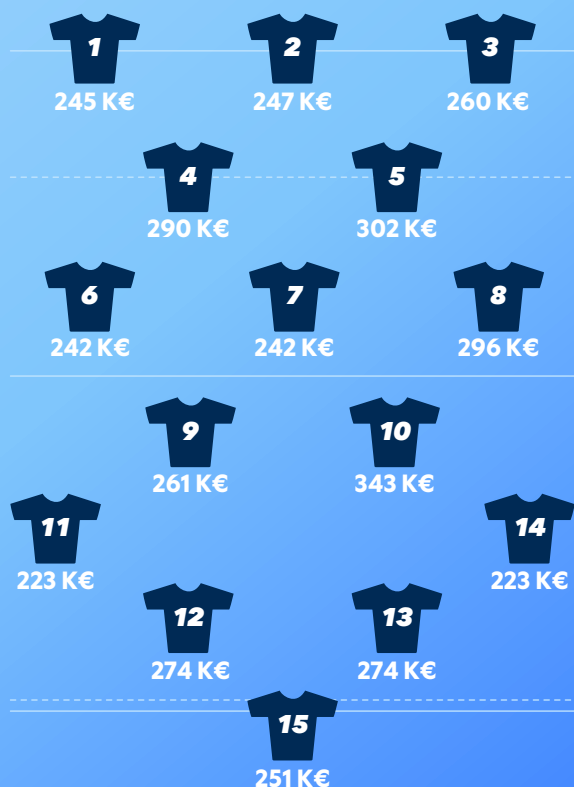 1 2 3
245 K€ 247 K€ 260 K€
4 5
290 K€ 302 K€
6 7 8
242 K€ 242 K€ 296 K€
9 10
261 K€ 343 K€
11 14
223 K€ 223 K€
12 13
274 K€ 274 K€
15
251 K€